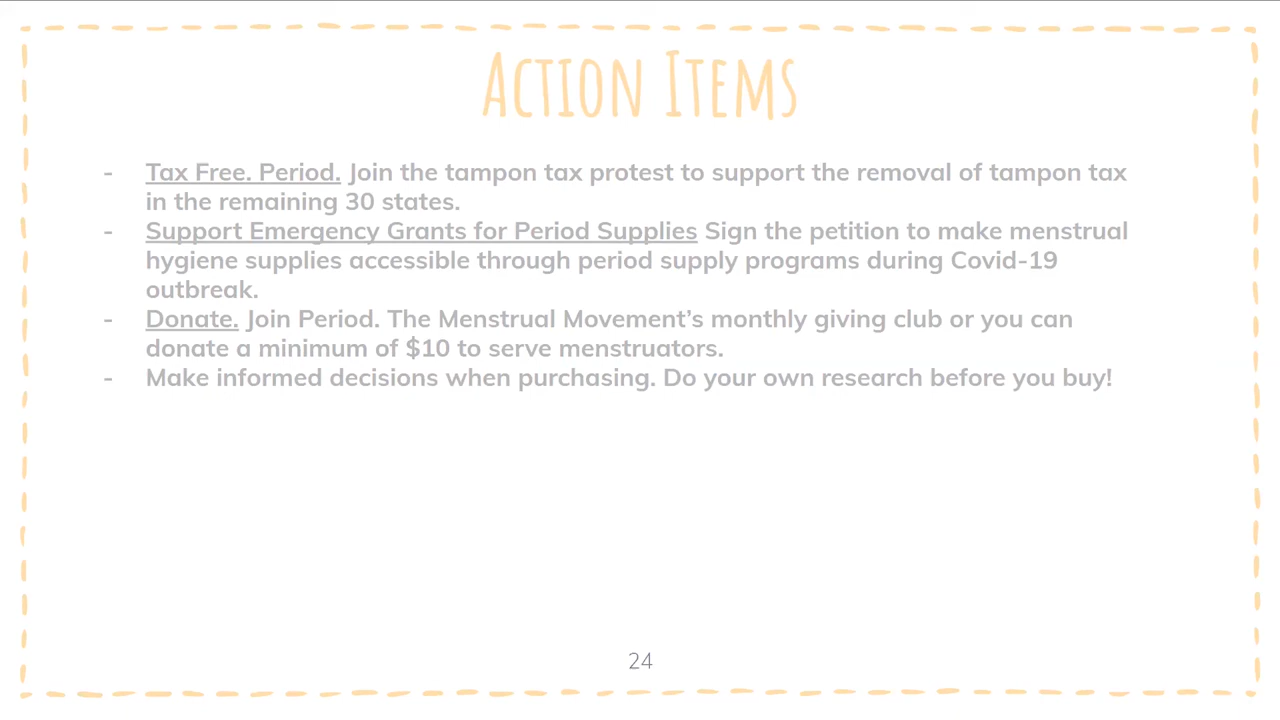 Action Items
- Tax Free. Period. Join the tampon tax protest to support the removal of tampon tax
in the remaining 30 states.
- Support Emergency Grants for Period Supplies Sign the petition to make menstrual
hygiene supplies accessible through period supply programs during Covid-19
outbreak.
- Donate. Join Period. The Menstrual Movement’s monthly giving club or you can
donate a minimum of $10 to serve menstruators.
- Make informed decisions when purchasing. Do your own research before you buy!
24